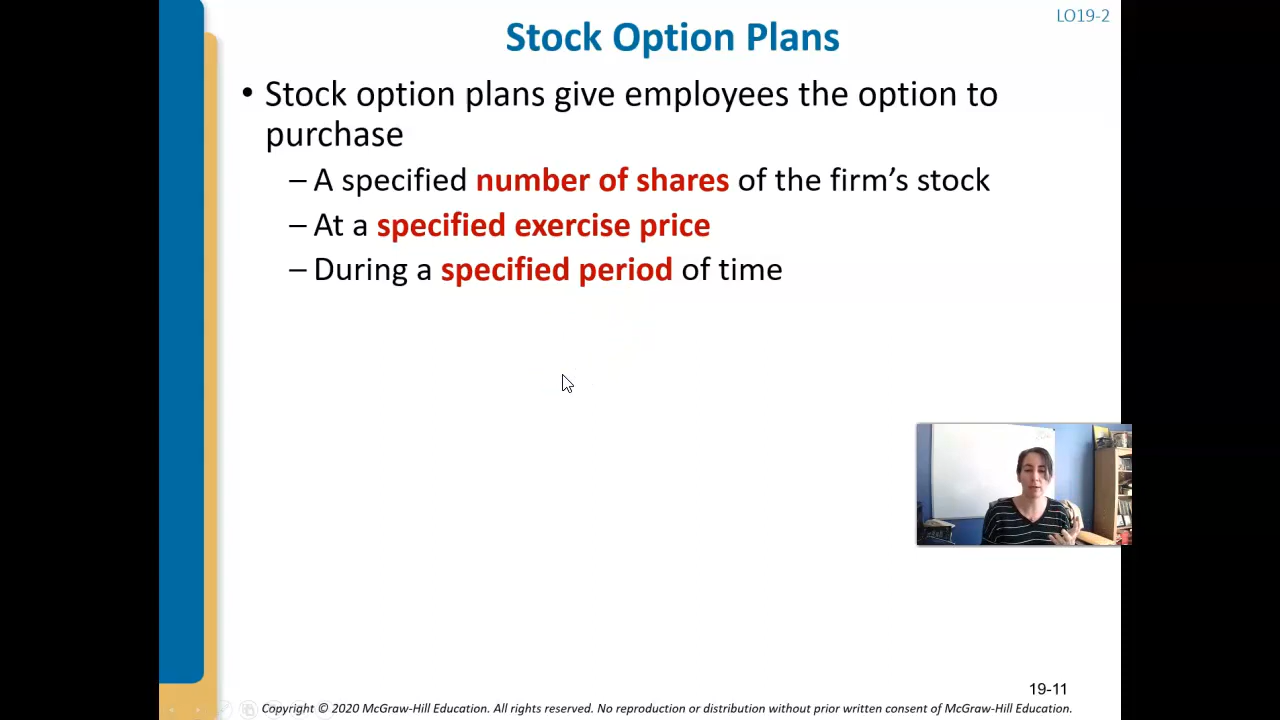 LO19-2
Stock Option Plans
• Stock option plans give employees the option to
purchase
– A specified number of shares of the firm’s stock
– At a specified exercise price
– During a specified period of time
19-11
Copyright © 2020 McGraw-Hill Education. All rights reserved. No reproduction or distribution without prior written consent of McGraw-Hill Education.